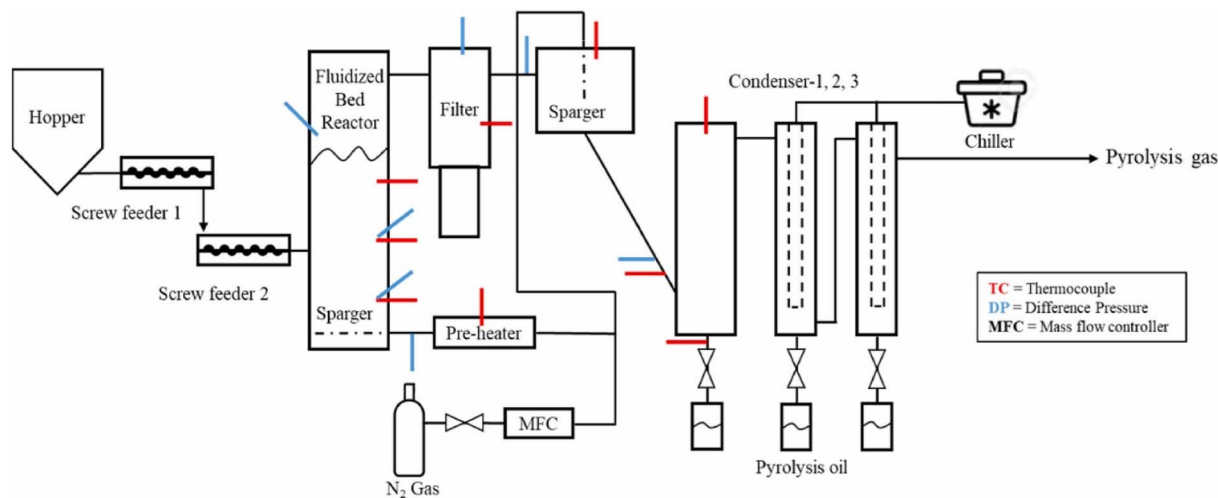 Hopper
Screw feeder 1
Screw feeder 2
Fluidized
Bed
Reactor
Sparger
Filter
Sparger
Pre-heater
MFC
N₂ Gas
Condenser-1, 2, 3
Chiller
Pyrolysis gas
Pyrolysis oil
TC = Thermocouple
DP = Difference Pressure
MFC = Mass flow controller